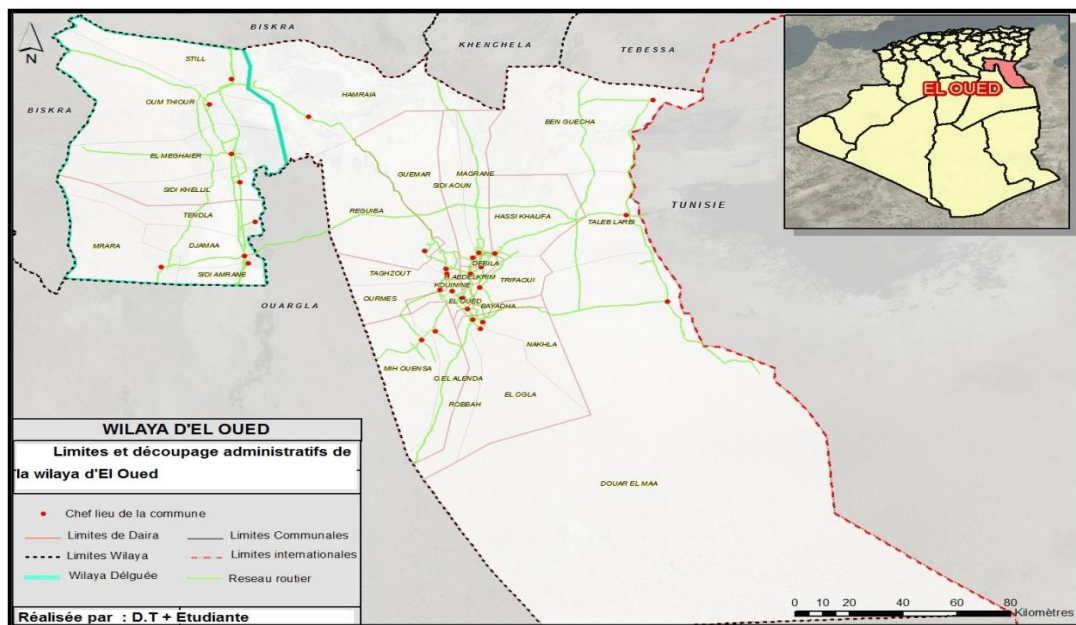 BISKRA
KHENCHELA
TEBESSA
N
STILL
HAMRAIA
OUM THIOUR
BISKRA
BEN GUECHA
EL MEGHAIER
GUEMAR
MAGRANE
SIDI AOUN
SIDI KHELLIL
REGUIBA
HASSI KHALIFA
TALEB LARBI
TUNISIE
TENDLA
DJAMAA
MRARA
SIDI AMRANE
TAGHZOUT
DEBILA
H.ABDELKRIM
TRIFAOUI
KOUININE
OURMES
EL OUED
BAYADHA
OUARGLA
NAKHLA
MIH OUENSA
O.EL ALENDA
EL OGLA
ROBBAH
DOUAR EL MAA
EL OUED
WILAYA D'EL OUED
Limites et découpage administratifs de
la wilaya d'El Oued
Chef lieu de la commune
Limites de Daira
Limites Communales
Limites Wilaya
Limites internationales
Wilaya Délguée
Reseau routier
Réalisée par : D.T + Etudiante
0 10 20 40 60 80
Kilomètres